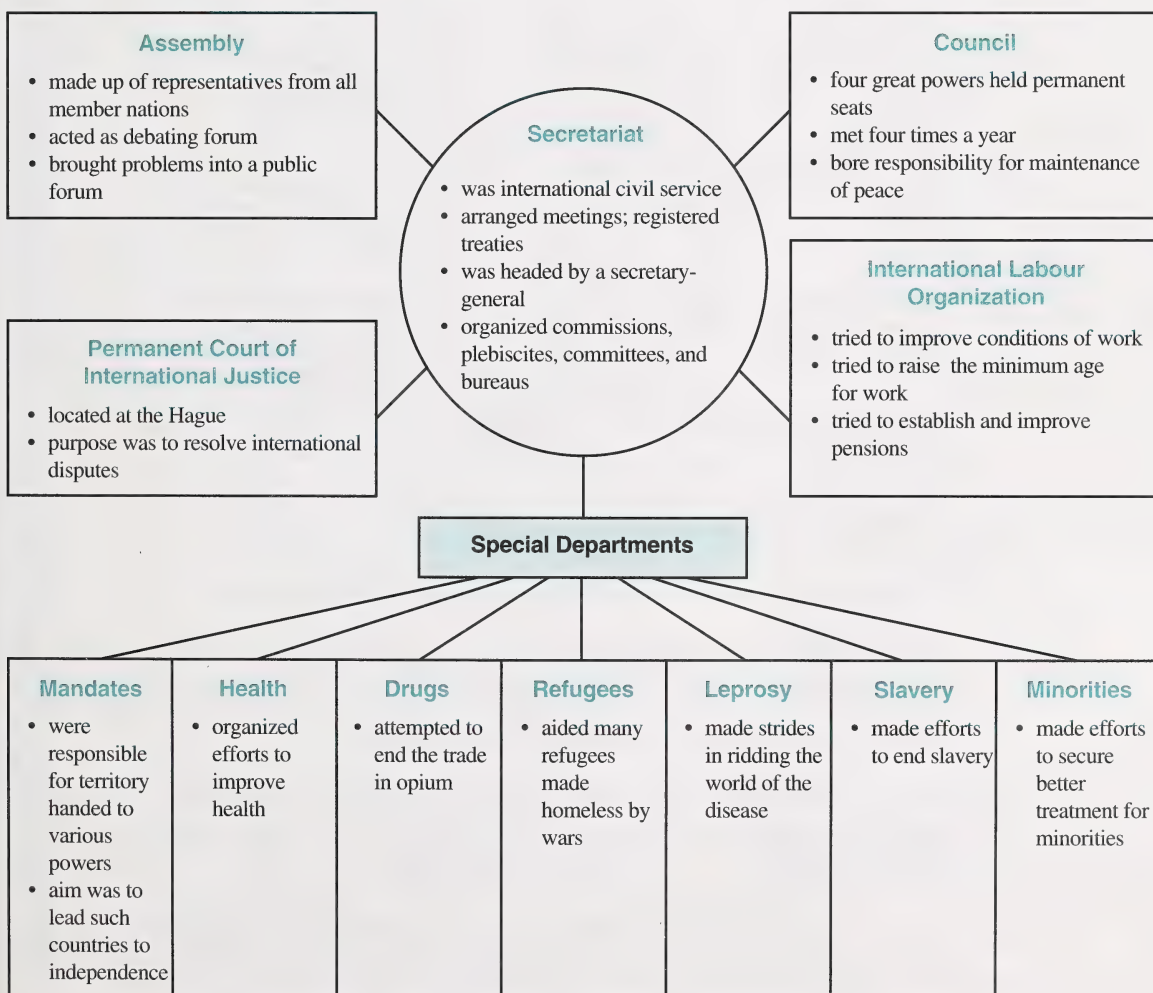 Assembly
• made up of representatives from all
member nations
• acted as debating forum
• brought problems into a public
forum
Secretariat
• was international civil service
• arranged meetings; registered
treaties
• was headed by a secretary-
general
• organized commissions,
plebiscites, committees, and
bureaus
Council
• four great powers held permanent
seats
• met four times a year
• bore responsibility for maintenance
of peace
Permanent Court of
International Justice
• located at the Hague
• purpose was to resolve international
disputes
International Labour
Organization
• tried to improve conditions of work
• tried to raise the minimum age
for work
• tried to establish and improve
pensions
Special Departments
Mandates
• were
responsible
for territory
handed to
various
powers
• aim was to
lead such
countries to
independence
Health
• organized
efforts to
improve
health
Drugs
• attempted to
end the trade
in opium
Refugees
• aided many
refugees
made
homeless by
wars
Leprosy
• made strides
in ridding the
world of the
disease
Slavery
• made efforts
to end slavery
Minorities
• made efforts
to secure
better
treatment for
minorities